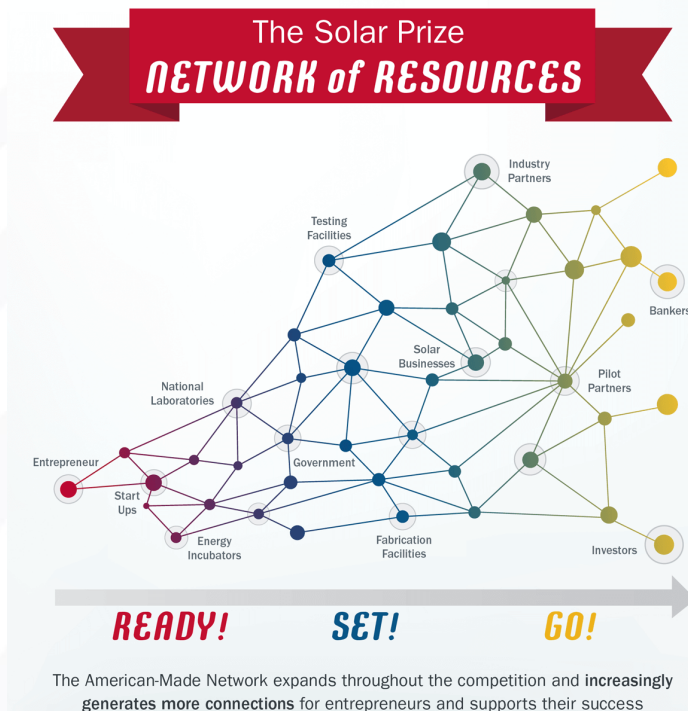 The Solar Prize
NETWORK of RESOURCES
Industry
Partners
Testing
Facilities
Bankers
Solar
Businesses
Pilot
Partners
National
Laboratories
Entrepreneur
Government
Start
Ups
Energy
Incubators
Fabrication
Facilities
Investors
READY!
SET!
GO!
The American-Made Network expands throughout the competition and increasingly
generates more connections for entrepreneurs and supports their success